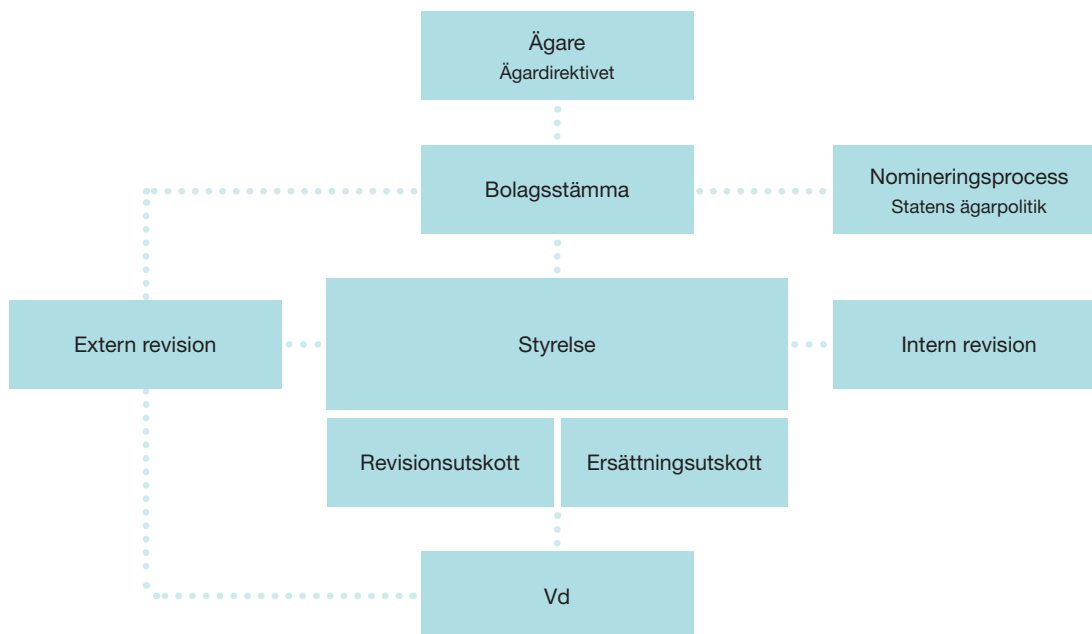 Ägare
Ägardirektivet
Bolagsstämma
Nomineringsprocess
Statens ägarpolitik
Extern revision
Styrelse
Intern revision
Revisionsutskott
Ersättningsutskott
Vd